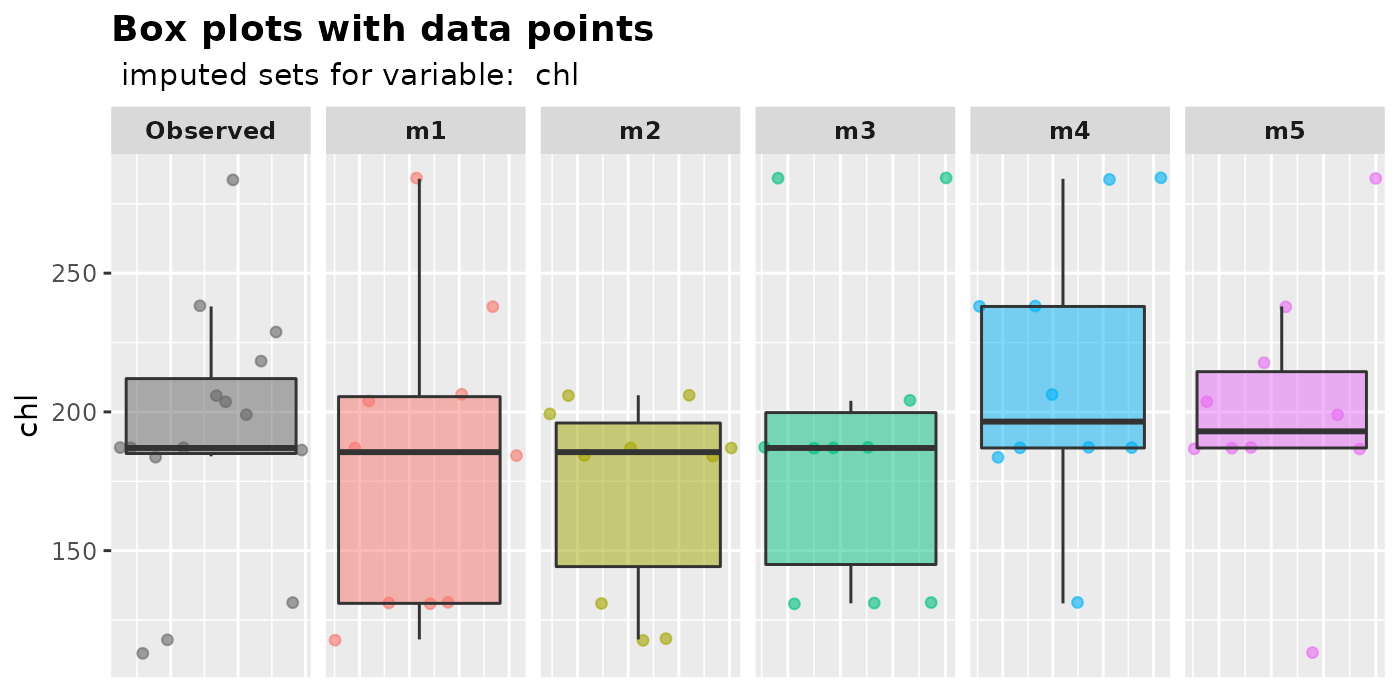 Box plots with data points
imputed sets for variable:  chl
Observed m1 m2 m3 m4 m5
250
200
150
chl